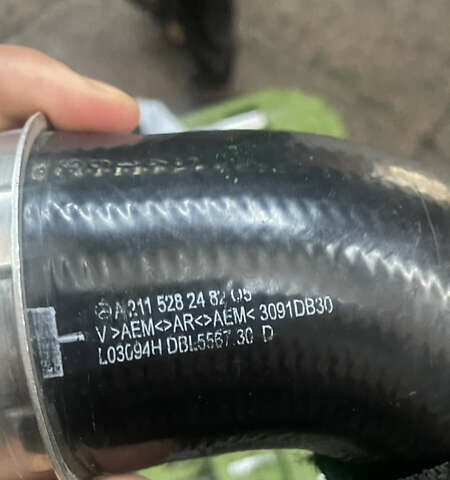 A 211 528 24 82 05
V >AEM<>AR<>AEM< 3091DB30
L03094H DBL5567.30 D